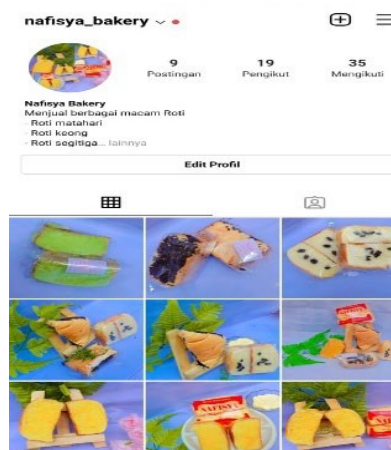 nafisya_bakery
9 19 35
Postingan Pengikut Mengikuti
Nafisya Bakery
Menjual berbagai macam Roti
- Roti matahari
- Roti keong
- Roti segitiga... lainnya
Edit Profil